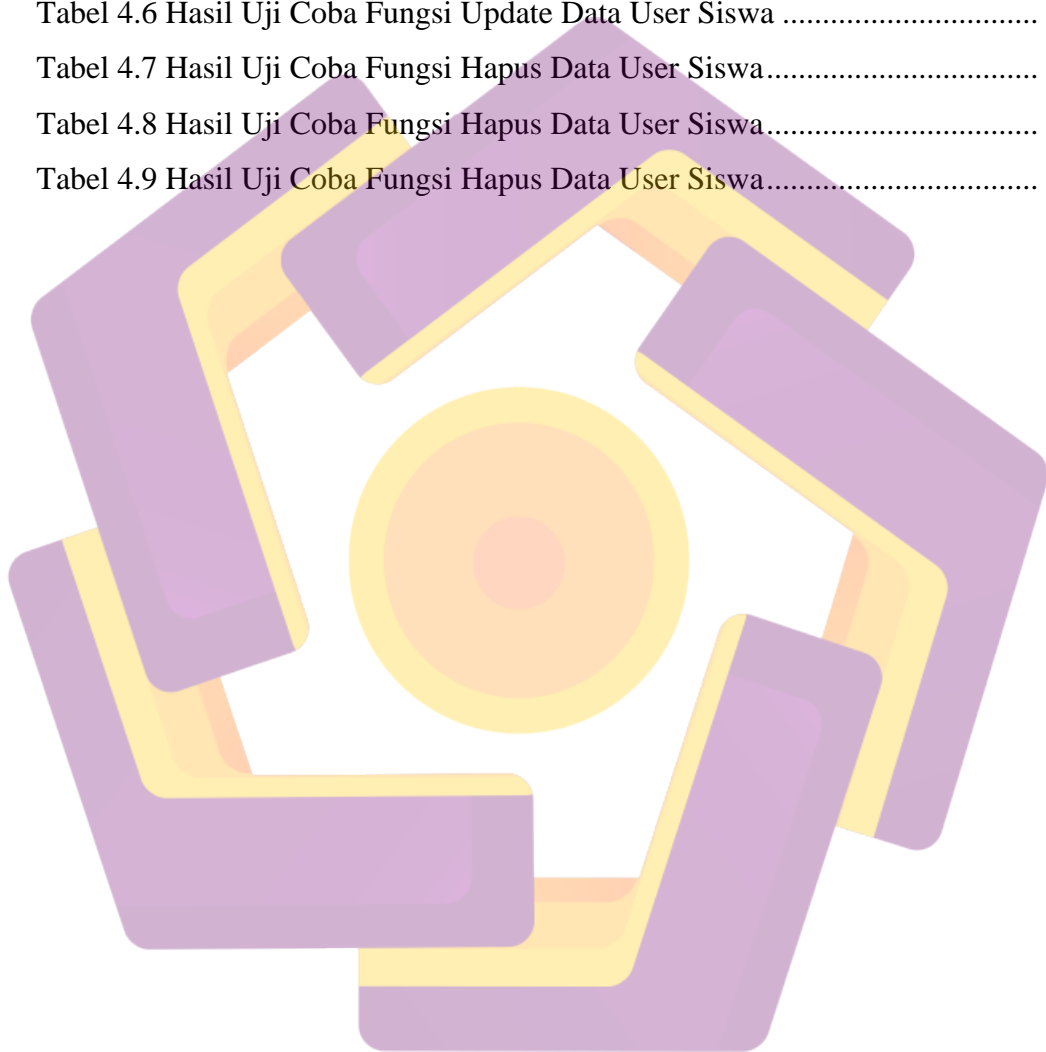 Tabel 4.6 Hasil Uji Coba Fungsi Update Data User Siswa ................................
Tabel 4.7 Hasil Uji Coba Fungsi Hapus Data User Siswa..................................
Tabel 4.8 Hasil Uji Coba Fungsi Hapus Data User Siswa..................................
Tabel 4.9 Hasil Uji Coba Fungsi Hapus Data User Siswa..................................